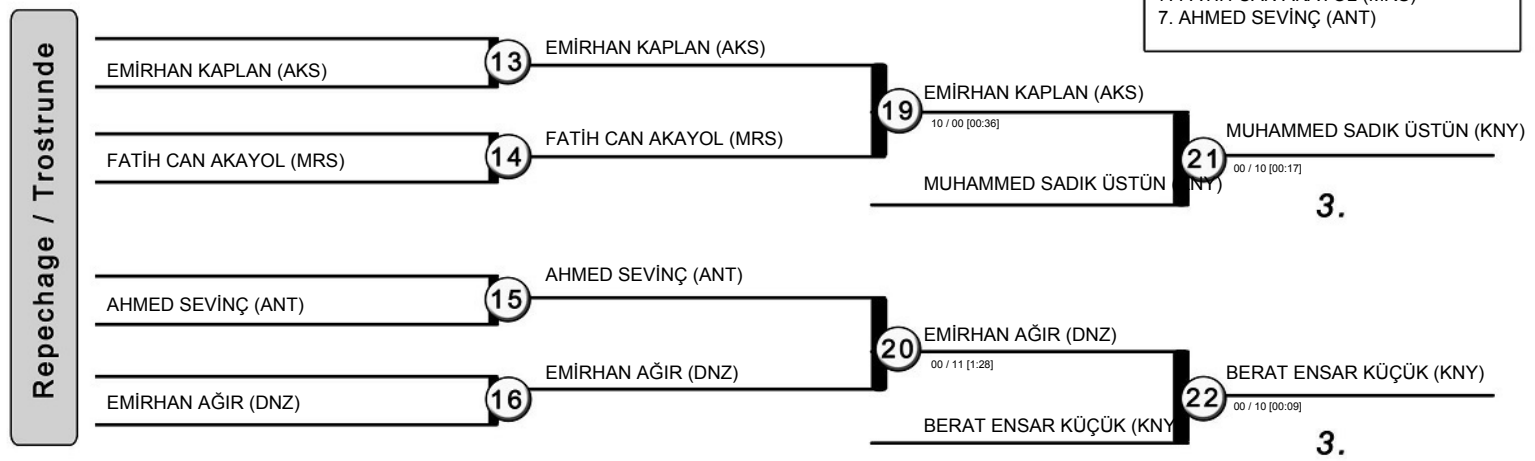 7. AHMED SEVİNÇ (ANT)
Repechage / Trostrunde
EMİRHAN KAPLAN (AKS)
13
EMİRHAN KAPLAN (AKS)
FATİH CAN AKAYOL (MRS)
14
FATİH CAN AKAYOL (MRS)
19
EMİRHAN KAPLAN (AKS)
10 / 00 [00:36]
MUHAMMED SADIK ÜSTÜN
21
MUHAMMED SADIK ÜSTÜN (KNY)
00 / 10 [00:17]
3.
AHMED SEVİNÇ (ANT)
15
AHMED SEVİNÇ (ANT)
EMİRHAN AĞIR (DNZ)
16
EMİRHAN AĞIR (DNZ)
20
EMİRHAN AĞIR (DNZ)
00 / 11 [1:28]
BERAT ENSAR KÜÇÜK (KNY
22
BERAT ENSAR KÜÇÜK (KNY)
00 / 10 [00:09]
3.